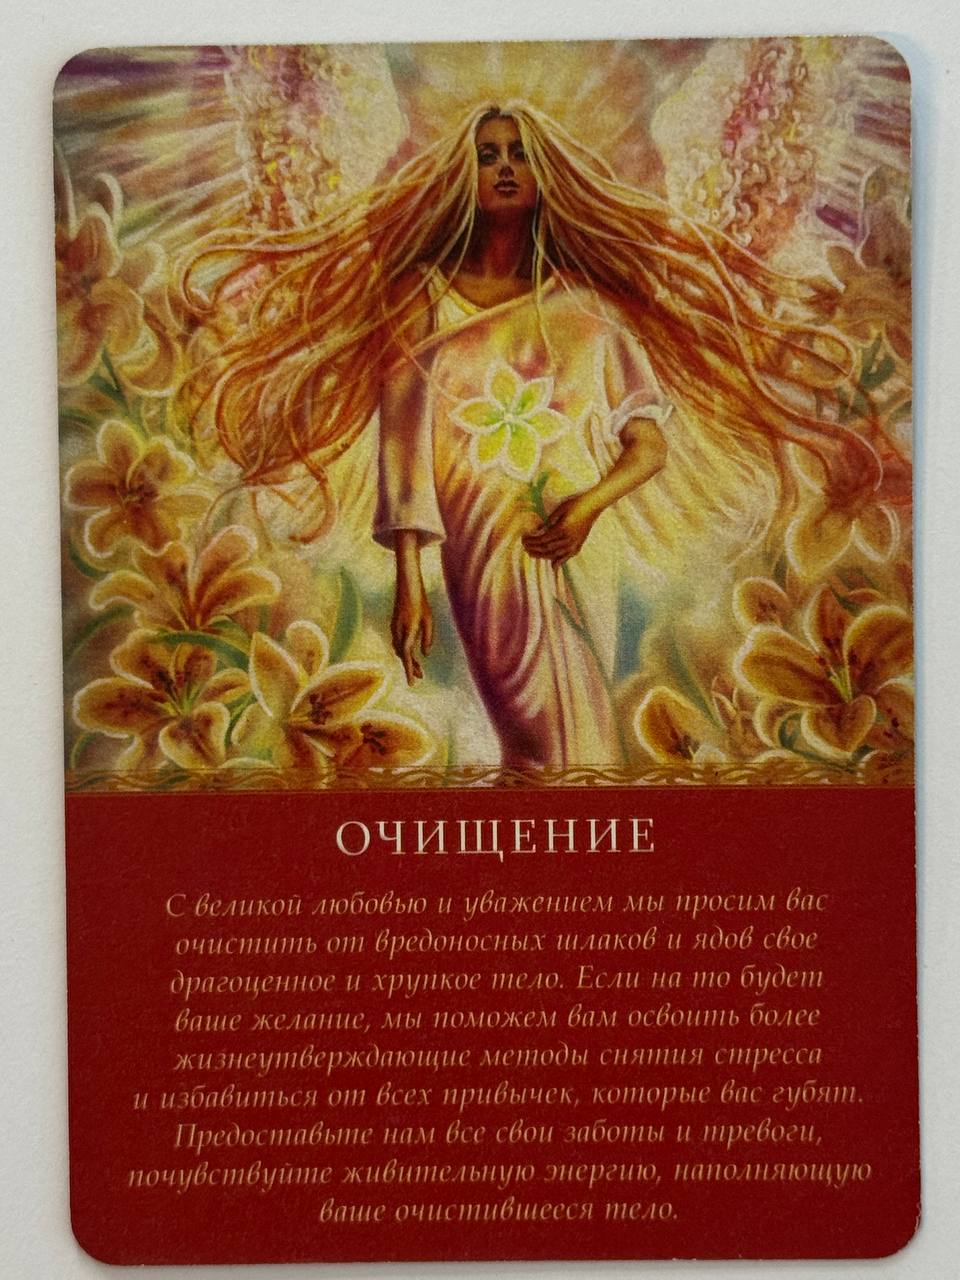 ОЧИЩЕНИЕ
С великой любовью и уважением мы просим вас
очистить от вредоносных шлаков и ядов свое
драгоценное и хрупкое тело. Если на то будет
ваше желание, мы поможем вам освоить более
жизнеутверждающие методы снятия стресса
и избавиться от всех привычек, которые вас губят.
Предоставьте нам все свои заботы и тревоги,
почувствуйте живительную энергию, наполняющую
ваше очистившееся тело.